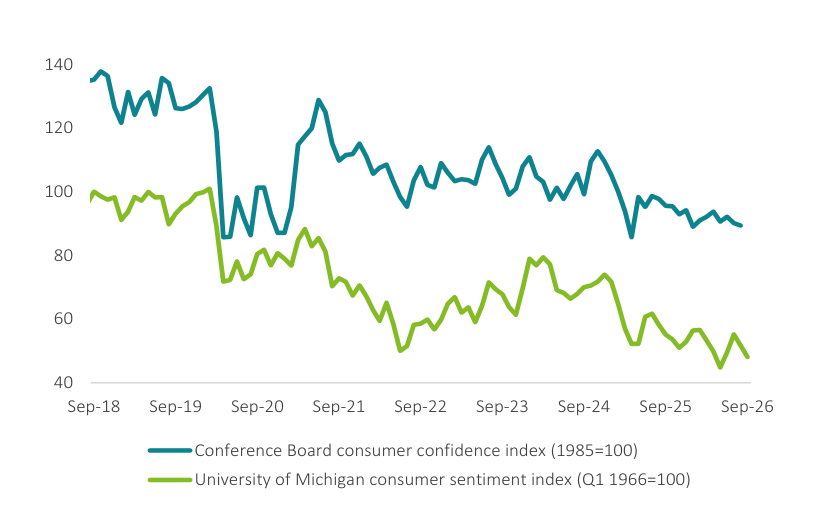 140
120
100
80
60
40
Sep-18 Sep-19 Sep-20 Sep-21 Sep-22 Sep-23 Sep-24 Sep-25 Sep-26
Conference Board consumer confidence index (1985=100)
University of Michigan consumer sentiment index (Q1 1966=100)